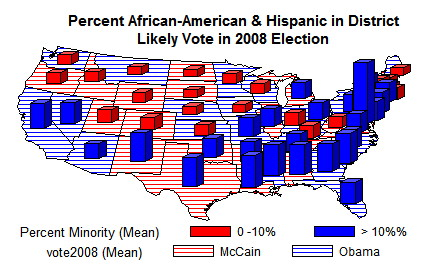 Percent African-American & Hispanic in District
Likely Vote in 2008 Election
Percent Minority (Mean) 0 -10% > 10%%
vote2008 (Mean) McCain Obama